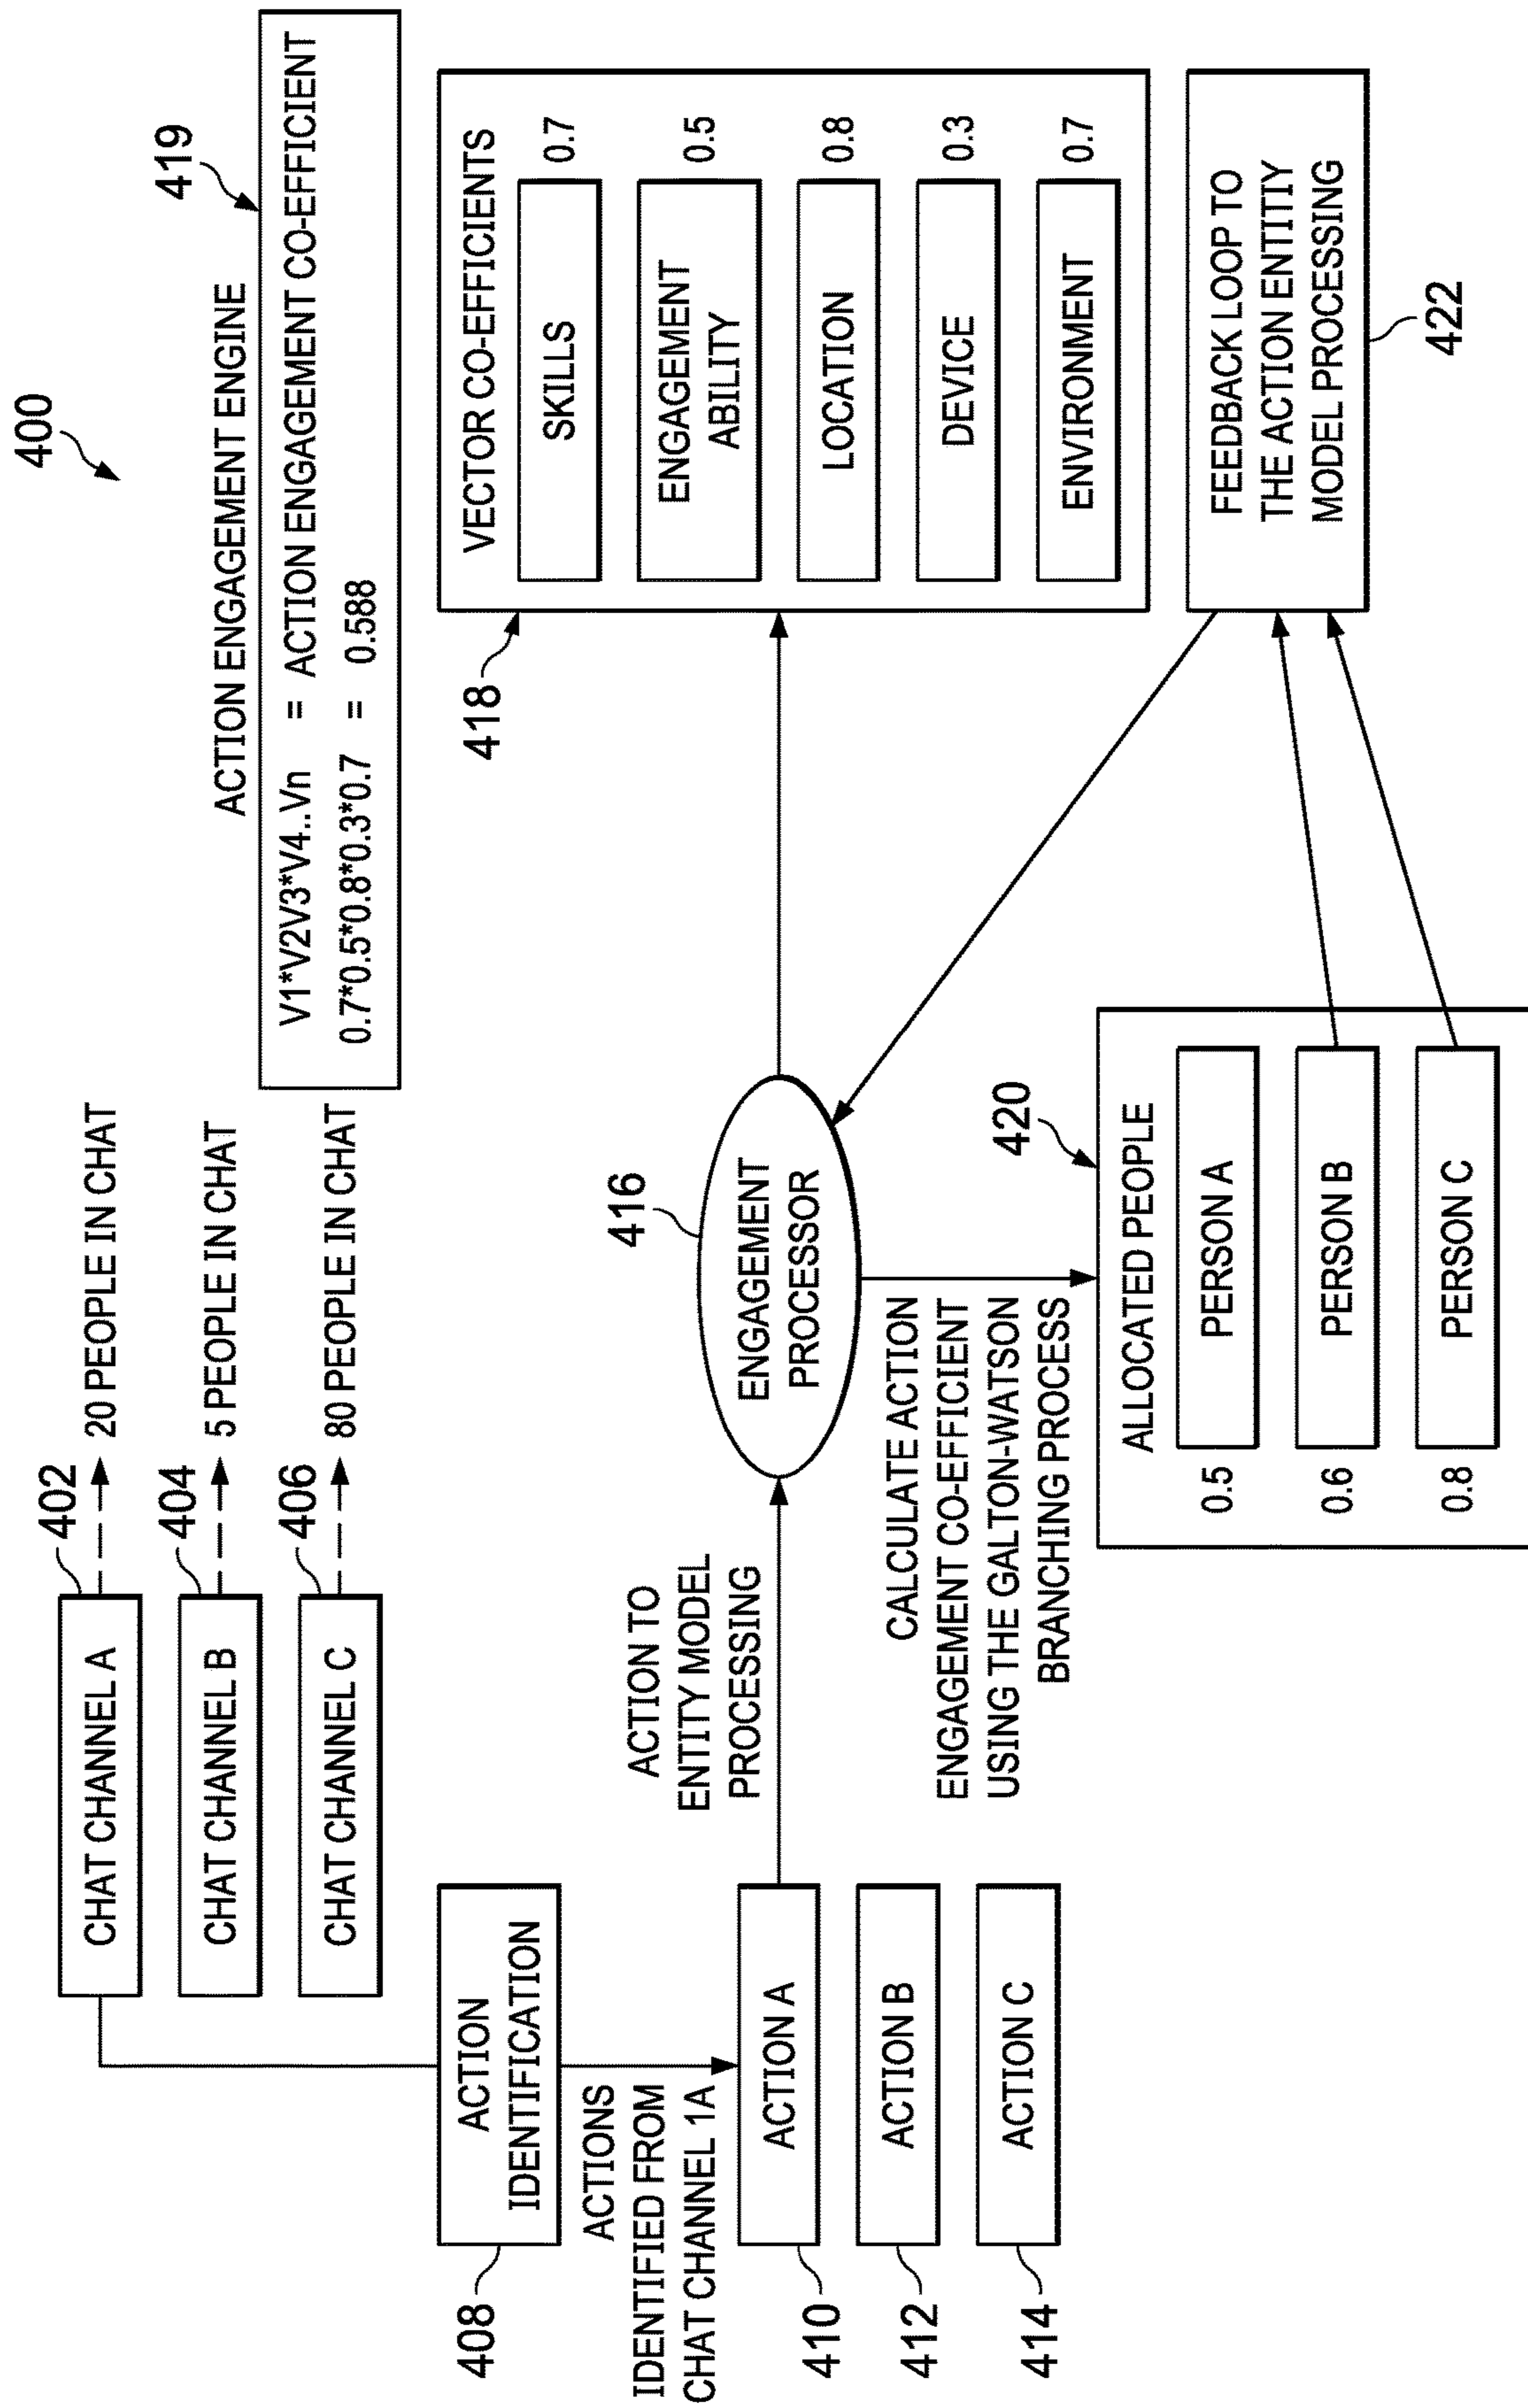 400
402
CHAT CHANNEL A
20 PEOPLE IN CHAT
404
CHAT CHANNEL B
5 PEOPLE IN CHAT
406
CHAT CHANNEL C
80 PEOPLE IN CHAT
ACTION ENGAGEMENT ENGINE
419
V1*V2V3*V4..Vn = ACTION ENGAGEMENT CO-EFFICIENT
0.7*0.5*0.8*0.3*0.7 = 0.588
408
ACTION
IDENTIFICATION
ACTIONS
IDENTIFIED FROM
CHAT CHANNEL 1A
410
ACTION A
412
ACTION B
414
ACTION C
ACTION TO
ENTITY MODEL
PROCESSING
416
ENGAGEMENT
PROCESSOR
418
VECTOR CO-EFFICIENTS
SKILLS 0.7
ENGAGEMENT
ABILITY 0.5
LOCATION 0.8
DEVICE 0.3
ENVIRONMENT 0.7
CALCULATE ACTION
ENGAGEMENT CO-EFFICIENT
USING THE GALTON-WATSON
BRANCHING PROCESS
420
ALLOCATED PEOPLE
0.5 PERSON A
0.6 PERSON B
0.8 PERSON C
FEEDBACK LOOP TO
THE ACTION ENTITIY
MODEL PROCESSING
422